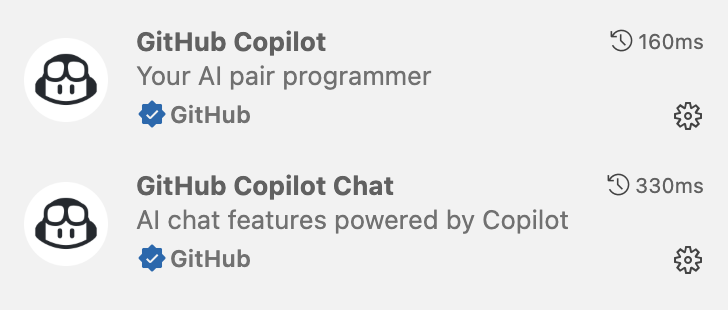 GitHub Copilot
160ms
Your AI pair programmer
GitHub
GitHub Copilot Chat
330ms
AI chat features powered by Copilot
GitHub